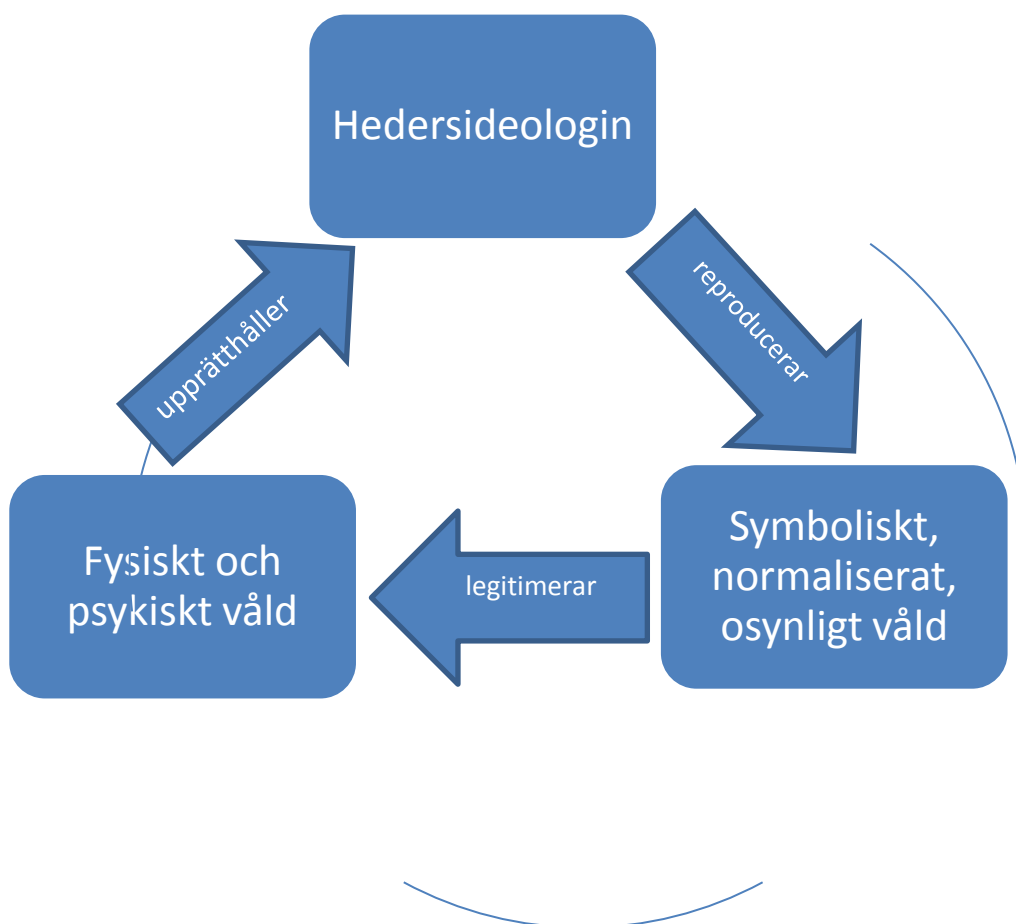 Hedersideologin
reproducerar
Symboliskt,
normaliserat,
osynligt våld
legitimerar
Fysiskt och
psykiskt våld
upprätthåller